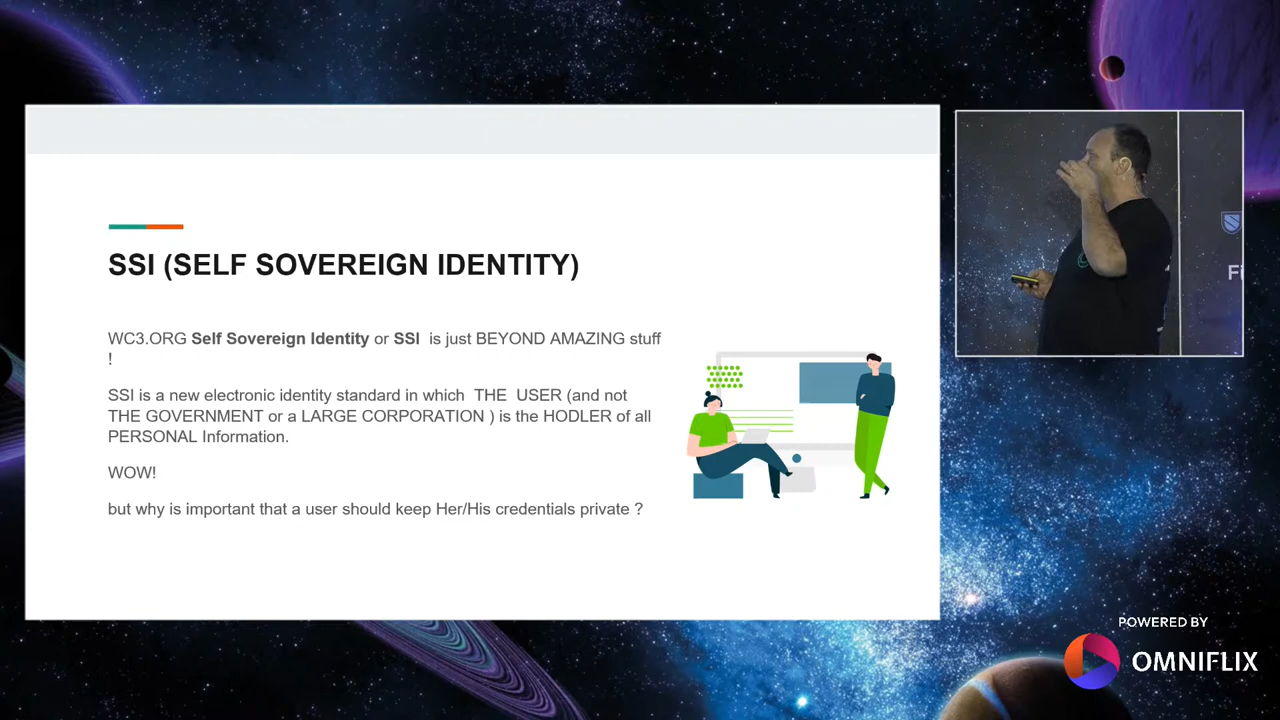 SSI (SELF SOVEREIGN IDENTITY)
WC3.ORG Self Sovereign Identity or SSI is just BEYOND AMAZING stuff
!
SSI is a new electronic identity standard in which THE USER (and not
THE GOVERNMENT or a LARGE CORPORATION ) is the HODLER of all
PERSONAL Information.
WOW!
but why is important that a user should keep Her/His credentials private ?
Fi
POWERED BY
OMNIFLIX